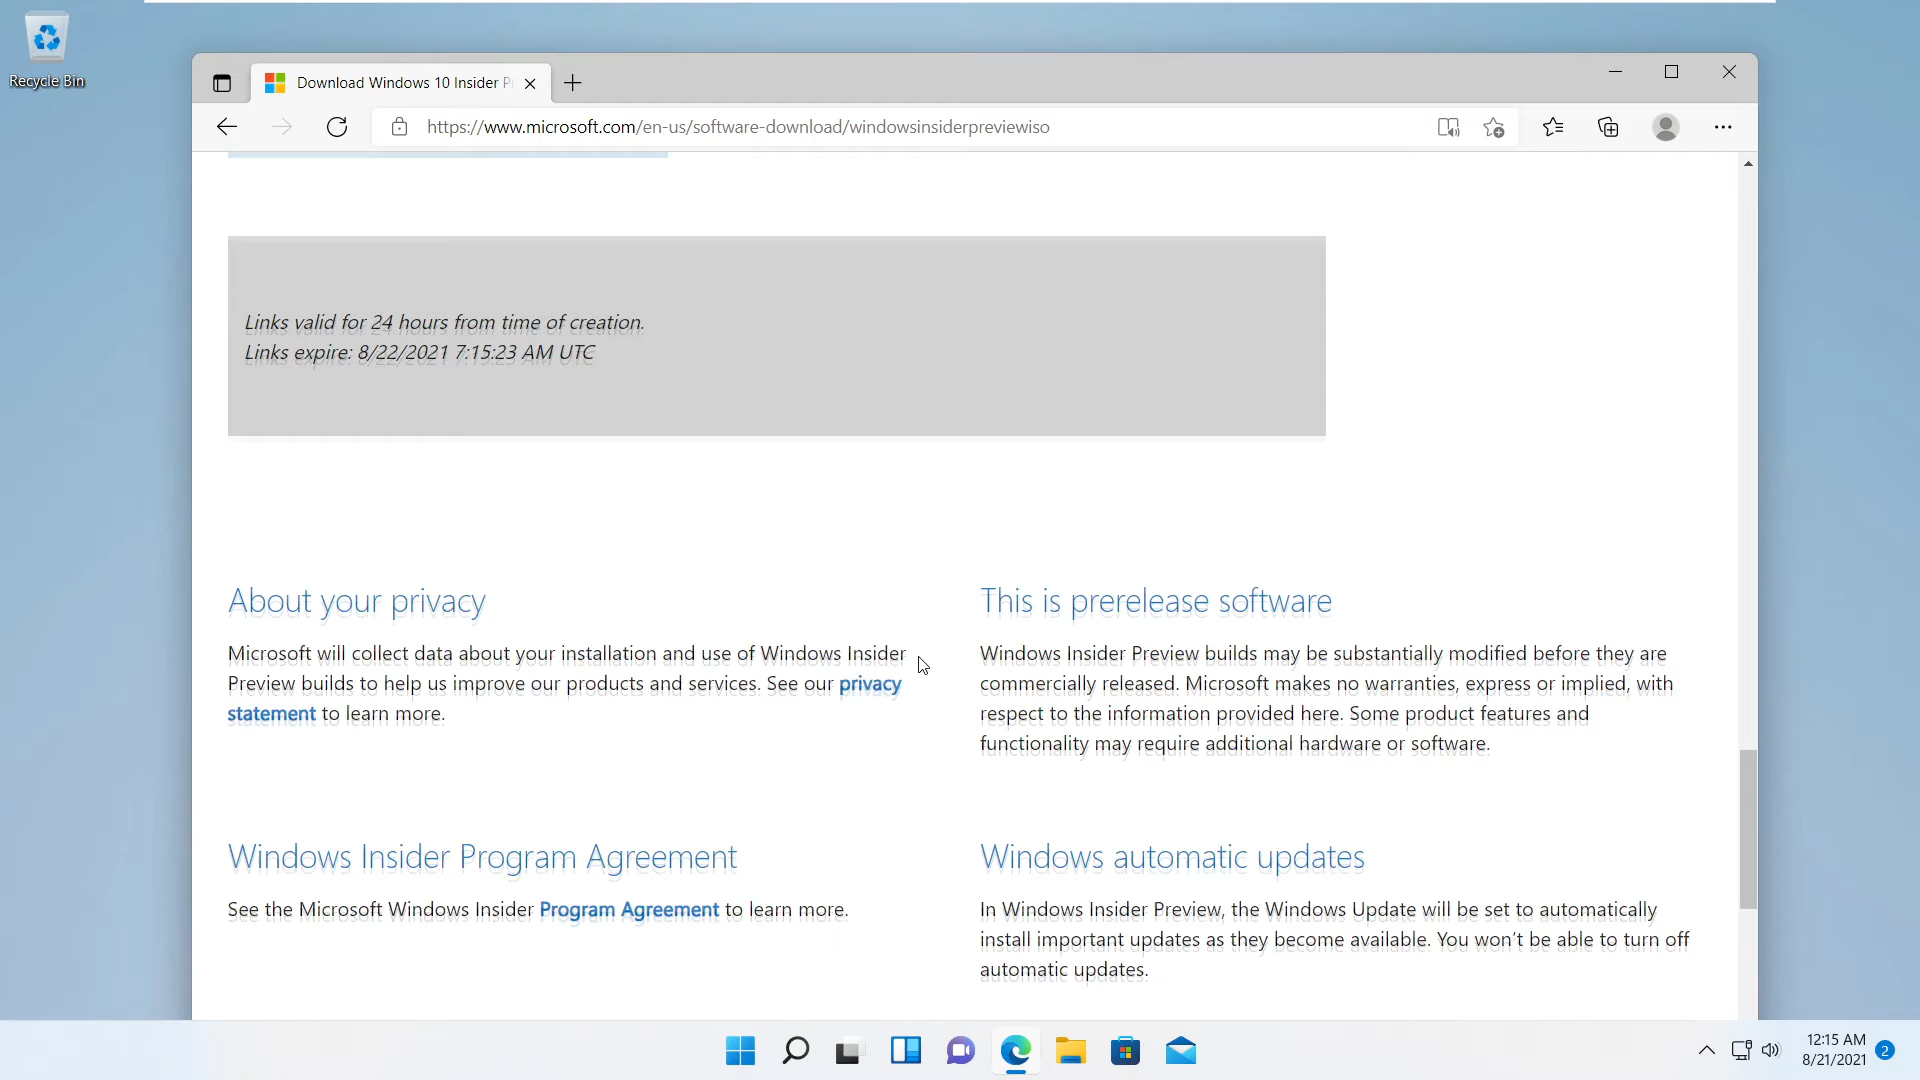 Recycle Bin
Download Windows 10 Insider P
https://www.microsoft.com/en-us/software-download/windowsinsiderpreviewiso
Links valid for 24 hours from time of creation.
Links expire: 8/22/2021 7:15:23 AM UTC
About your privacy
Microsoft will collect data about your installation and use of Windows Insider
Preview builds to help us improve our products and services. See our privacy
statement to learn more.
This is prerelease software
Windows Insider Preview builds may be substantially modified before they are
commercially released. Microsoft makes no warranties, express or implied, with
respect to the information provided here. Some product features and
functionality may require additional hardware or software.
Windows Insider Program Agreement
See the Microsoft Windows Insider Program Agreement to learn more.
Windows automatic updates
In Windows Insider Preview, the Windows Update will be set to automatically
install important updates as they become available. You won't be able to turn off
automatic updates.
12:15 AM
8/21/2021
2